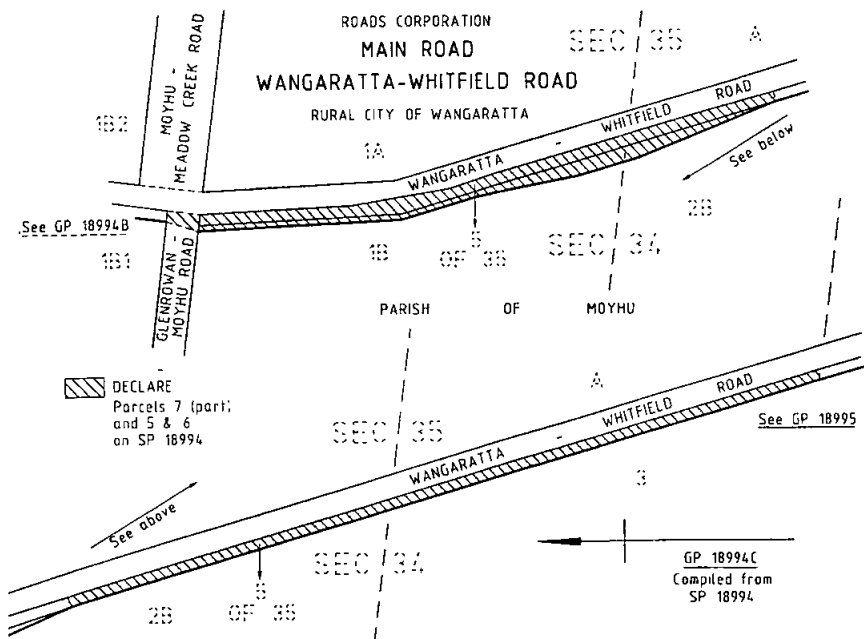 ROADS CORPORATION
MAIN ROAD
WANGARATTA-WHITFIELD ROAD
RURAL CITY OF WANGARATTA
SEC 35
A
1B2
MOYHU -
MEADOW CREEK ROAD
1A
WANGARATTA - WHITFIELD ROAD
See below
2B
See GP 18994B
1B1
GLENROWAN -
MOYHU ROAD
1B
5
OF 35
SEC 34
PARISH OF MOYHU
DECLARE
Parcels 7 (part)
and 5 & 6
on SP 18994
A
SEC 35
WANGARATTA - WHITFIELD ROAD
See GP 18995
3
See above
SEC 34
5
OF 35
2B
GP 18994C
Compiled from
SP 18994